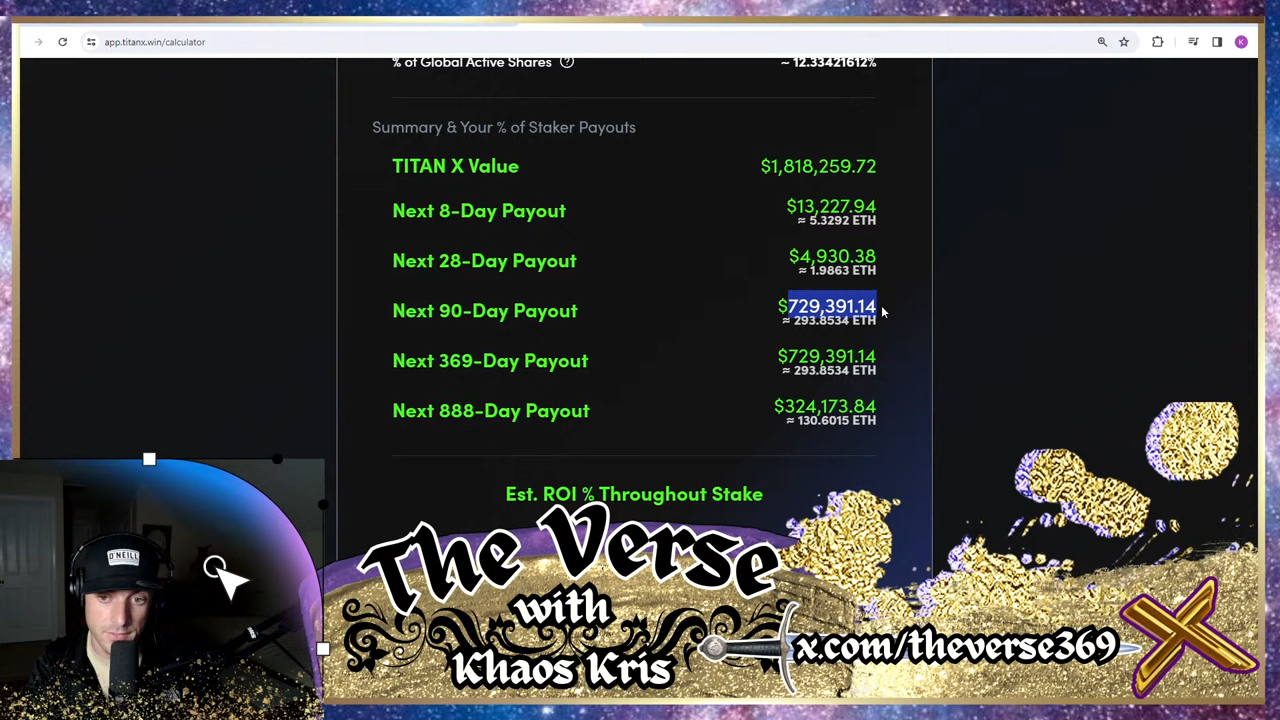 app.titanx.win/calculator
K
% of Global Active Shares ?
~ 12.33421612%
Summary & Your % of Staker Payouts
TITAN X Value
$1,818,259.72
Next 8-Day Payout
$13,227.94
≈ 5.3292 ETH
Next 28-Day Payout
$4,930.38
≈ 1.9863 ETH
Next 90-Day Payout
$729,391.14
≈ 293.8534 ETH
Next 369-Day Payout
$729,391.14
≈ 293.8534 ETH
Next 888-Day Payout
$324,173.84
≈ 130.6015 ETH
Est. ROI % Throughout Stake
O'NEILL
The Verse
with
Khaos Kris
x.com/theverse369
X